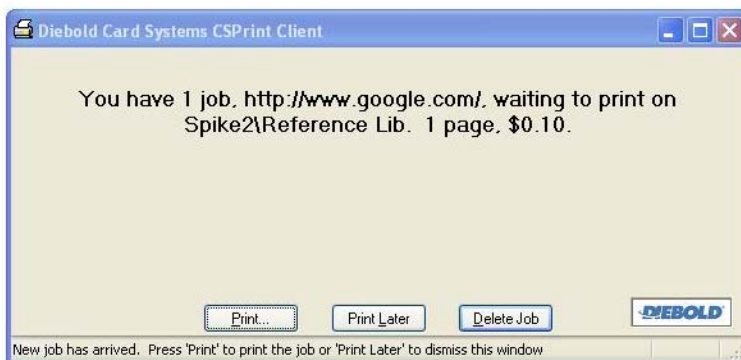 Diebold Card Systems CSPrint Client
You have 1 job, http://www.google.com/, waiting to print on
Spike2\Reference Lib.  1 page, $0.10.
Print...
Print Later
Delete Job
DIEBOLD
New job has arrived.  Press 'Print' to print the job or 'Print Later' to dismiss this window